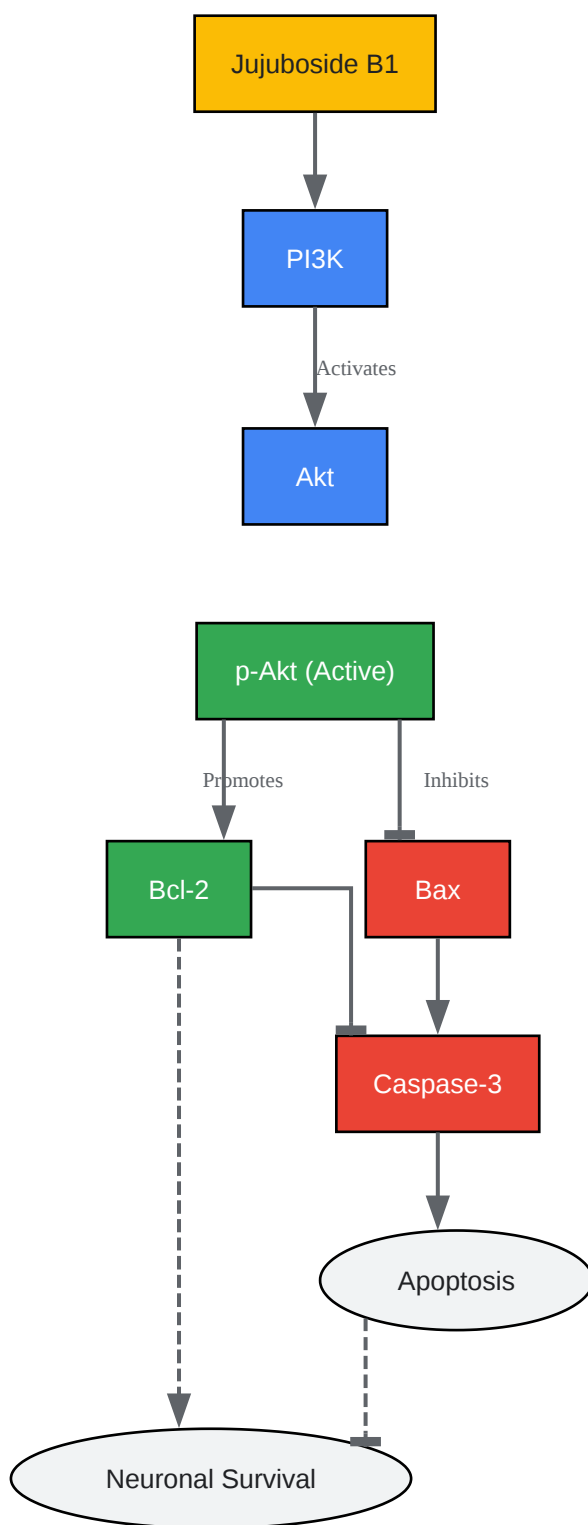 Jujuboside B1
PI3K
Activates
Akt
p-Akt (Active)
Promotes
Inhibits
Bcl-2
Bax
Caspase-3
Apoptosis
Neuronal Survival